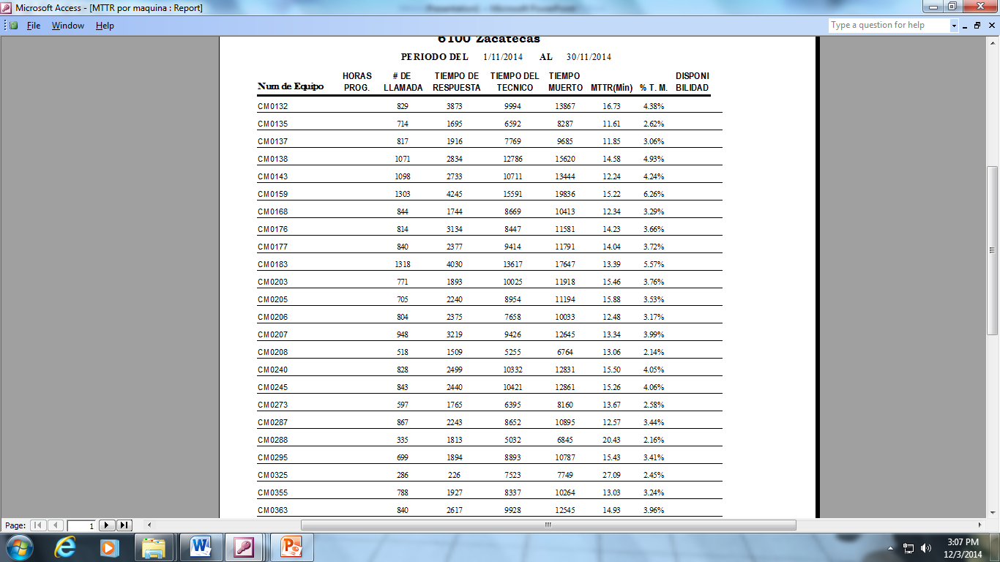 Microsoft Access - [MTTR por maquina : Report]
File Window Help Type a question for help
6100 Zacatecas
PERIODO DEL 1/11/2014 AL 30/11/2014
Num de Equipo HORAS PROG. # DE LLAMADA TIEMPO DE RESPUESTA TIEMPO DEL TECNICO TIEMPO MUERTO MTTR(Min) % T. M. DISPONI BILIDAD
CM0132 829 3873 9994 13867 16.73 4.38%
CM0135 714 1695 6592 8287 11.61 2.62%
CM0137 817 1916 7769 9685 11.85 3.06%
CM0138 1071 2834 12786 15620 14.58 4.93%
CM0143 1098 2733 10711 13444 12.24 4.24%
CM0159 1303 4245 15591 19836 15.22 6.26%
CM0168 844 1744 8669 10413 12.34 3.29%
CM0176 814 3134 8447 11581 14.23 3.66%
CM0177 840 2377 9414 11791 14.04 3.72%
CM0183 1318 4030 13617 17647 13.39 5.57%
CM0203 771 1893 10025 11918 15.46 3.76%
CM0205 705 2240 8954 11194 15.88 3.53%
CM0206 804 2375 7658 10033 12.48 3.17%
CM0207 948 3219 9426 12645 13.34 3.99%
CM0208 518 1509 5255 6764 13.06 2.14%
CM0240 828 2499 10332 12831 15.50 4.05%
CM0245 843 2440 10421 12861 15.26 4.06%
CM0273 597 1765 6395 8160 13.67 2.58%
CM0287 867 2243 8652 10895 12.57 3.44%
CM0288 335 1813 5032 6845 20.43 2.16%
CM0295 699 1894 8893 10787 15.43 3.41%
CM0325 286 226 7523 7749 27.09 2.45%
CM0355 788 1927 8337 10264 13.03 3.24%
CM0363 840 2617 9928 12545 14.93 3.96%
Page: 1
3:07 PM
12/3/2014